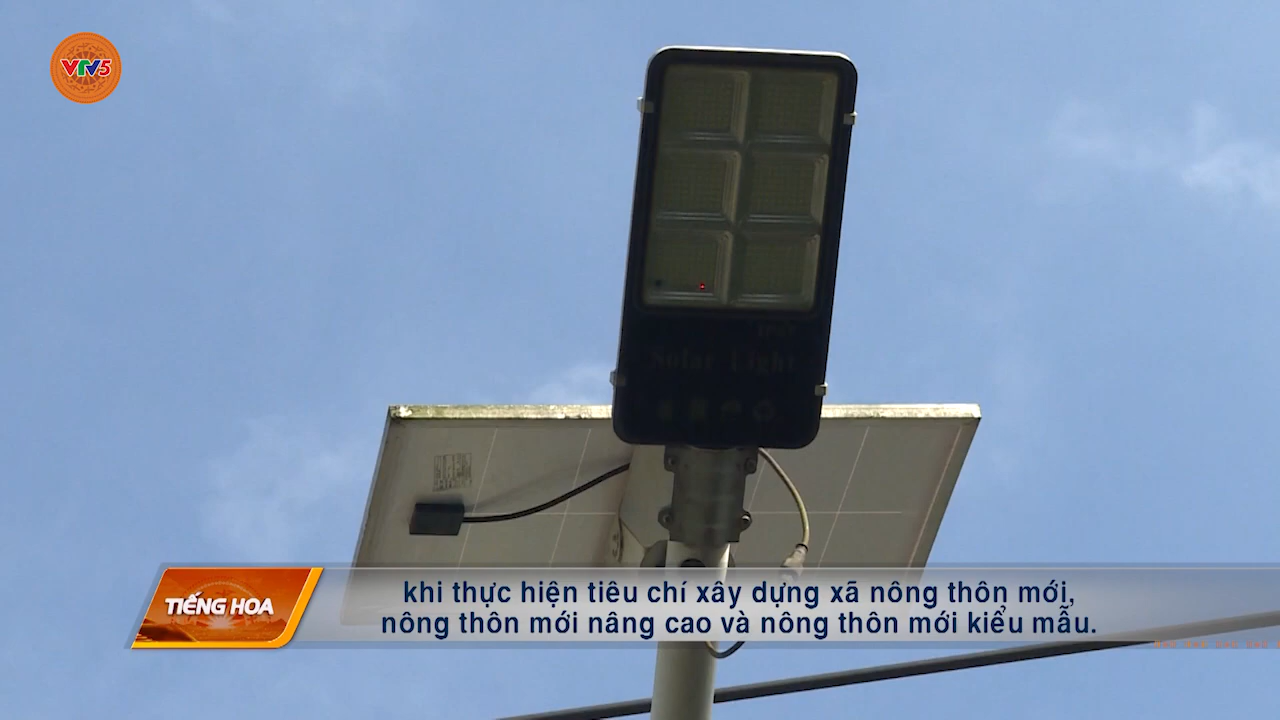 VTV5
Solar Light
TIẾNG HOA
khi thực hiện tiêu chí xây dựng xã nông thôn mới,
nông thôn mới nâng cao và nông thôn mới kiểu mẫu.